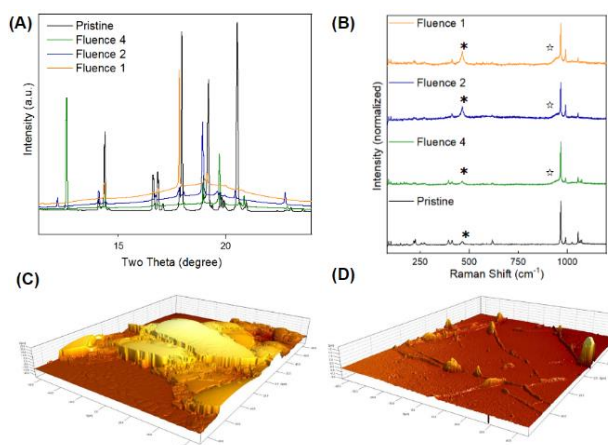 (A)
Pristine
Fluence 4
Fluence 2
Fluence 1
Intensity (a.u.)
15
20
Two Theta (degree)
(B)
Fluence 1
*
☆
Fluence 2
*
☆
Fluence 4
*
☆
Pristine
*
Intensity (normalized)
250
500
750
1000
Raman Shift (cm-1)
(C)
(D)